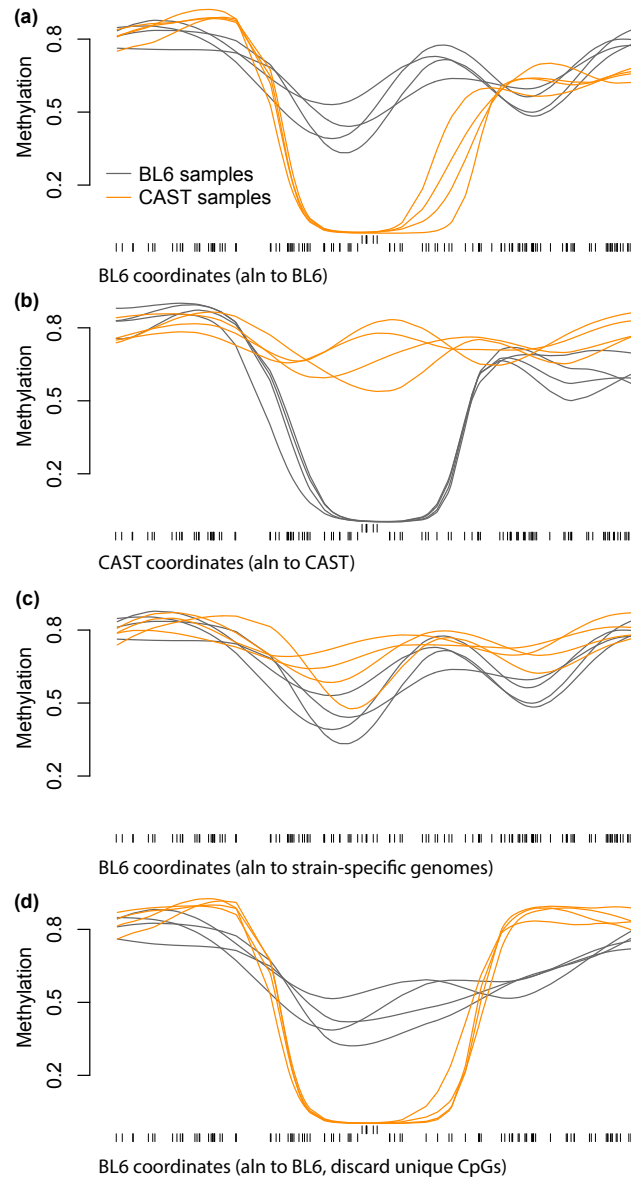 (a)
0.8
0.5
0.2
Methylation
BL6 samples
CAST samples
BL6 coordinates (aln to BL6)
(b)
0.8
0.5
0.2
Methylation
CAST coordinates (aln to CAST)
(c)
0.8
0.5
0.2
Methylation
BL6 coordinates (aln to strain-specific genomes)
(d)
0.8
0.5
0.2
Methylation
BL6 coordinates (aln to BL6, discard unique CpGs)